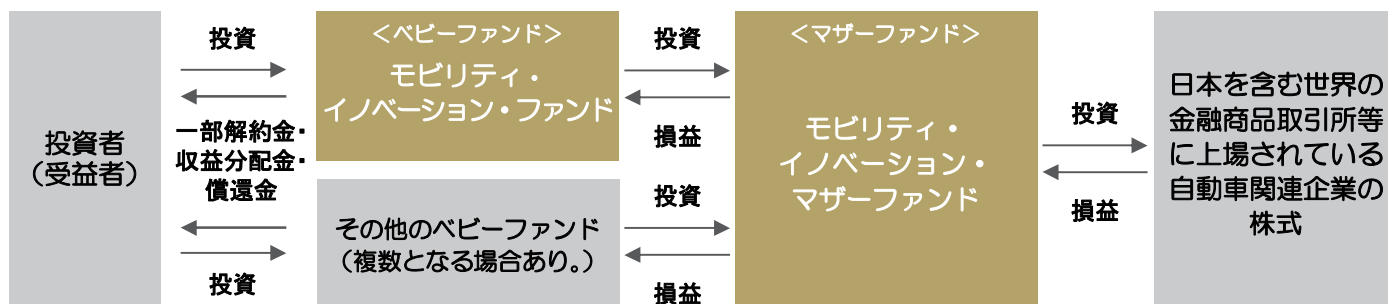 投資者
(受益者)
投資
一部解約金・
収益分配金・
償還金
投資
＜ベビーファンド＞
モビリティ・
イノベーション・ファンド
その他のベビーファンド
(複数となる場合あり。)
投資
損益
投資
損益
＜マザーファンド＞
モビリティ・
イノベーション・
マザーファンド
投資
損益
日本を含む世界の
金融商品取引所等
に上場されている
自動車関連企業の
株式